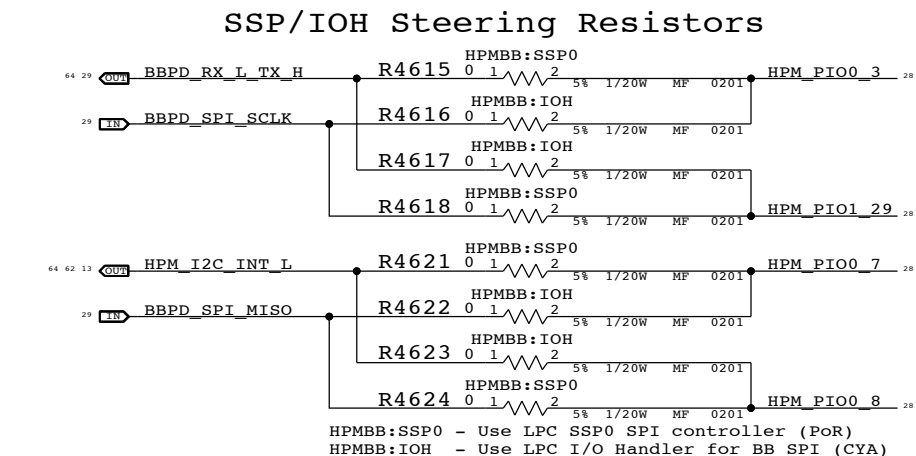 SSP/IOH Steering Resistors
HPMBB:SSP0
64 29 OUT BBPD_RX_L_TX_H R4615 0 1 2 5% 1/20W MF 0201 HPM_PIO0_3 28
HPMBB:IOH
29 IN BBPD_SPI_SCLK R4616 0 1 2 5% 1/20W MF 0201
HPMBB:IOH
R4617 0 1 2 5% 1/20W MF 0201
HPMBB:SSP0
R4618 0 1 2 5% 1/20W MF 0201 HPM_PIO1_29 28
HPMBB:SSP0
64 62 13 OUT HPM_I2C_INT_L R4621 0 1 2 5% 1/20W MF 0201 HPM_PIO0_7 28
HPMBB:IOH
29 IN BBPD_SPI_MISO R4622 0 1 2 5% 1/20W MF 0201
HPMBB:IOH
R4623 0 1 2 5% 1/20W MF 0201
HPMBB:SSP0
R4624 0 1 2 5% 1/20W MF 0201 HPM_PIO0_8 28
HPMBB:SSP0 - Use LPC SSP0 SPI controller (PoR)
HPMBB:IOH - Use LPC I/O Handler for BB SPI (CYA)